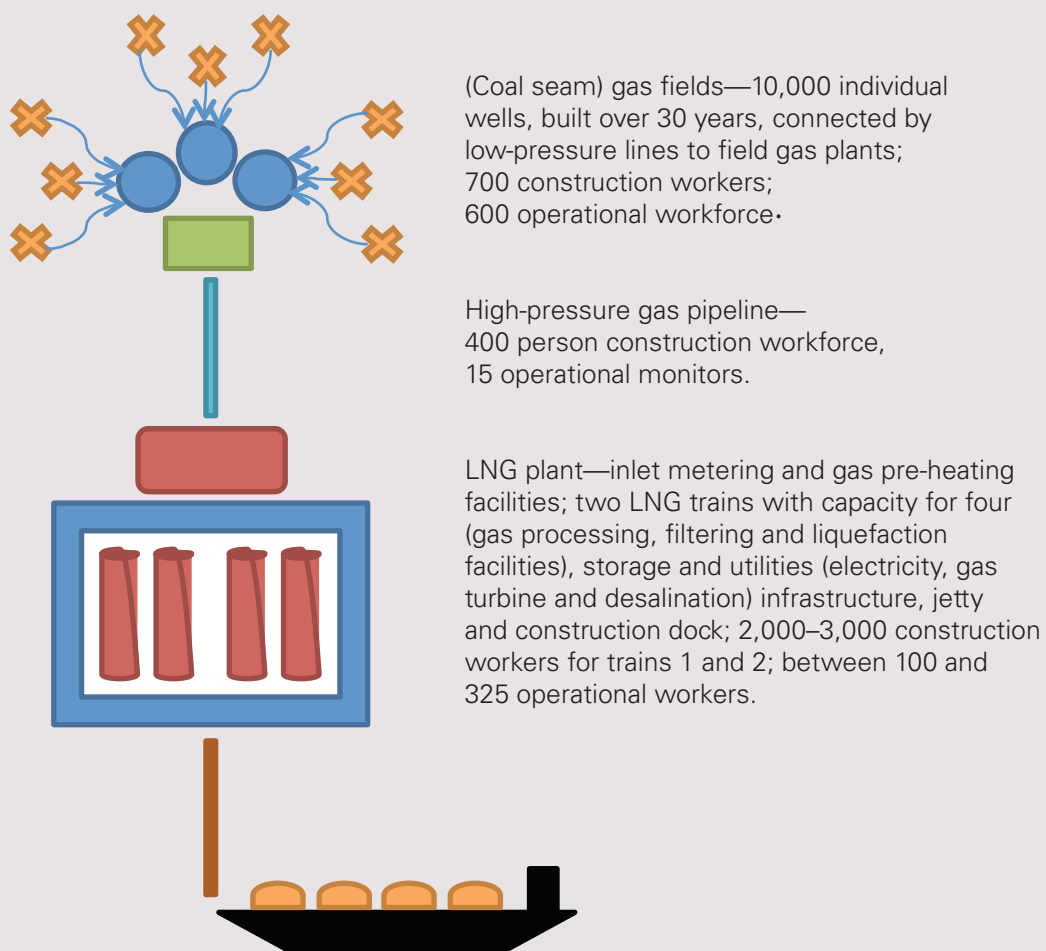 (Coal seam) gas fields—10,000 individual
wells, built over 30 years, connected by
low-pressure lines to field gas plants;
700 construction workers;
600 operational workforce·
High-pressure gas pipeline—
400 person construction workforce,
15 operational monitors.
LNG plant—inlet metering and gas pre-heating
facilities; two LNG trains with capacity for four
(gas processing, filtering and liquefaction
facilities), storage and utilities (electricity, gas
turbine and desalination) infrastructure, jetty
and construction dock; 2,000–3,000 construction
workers for trains 1 and 2; between 100 and
325 operational workers.